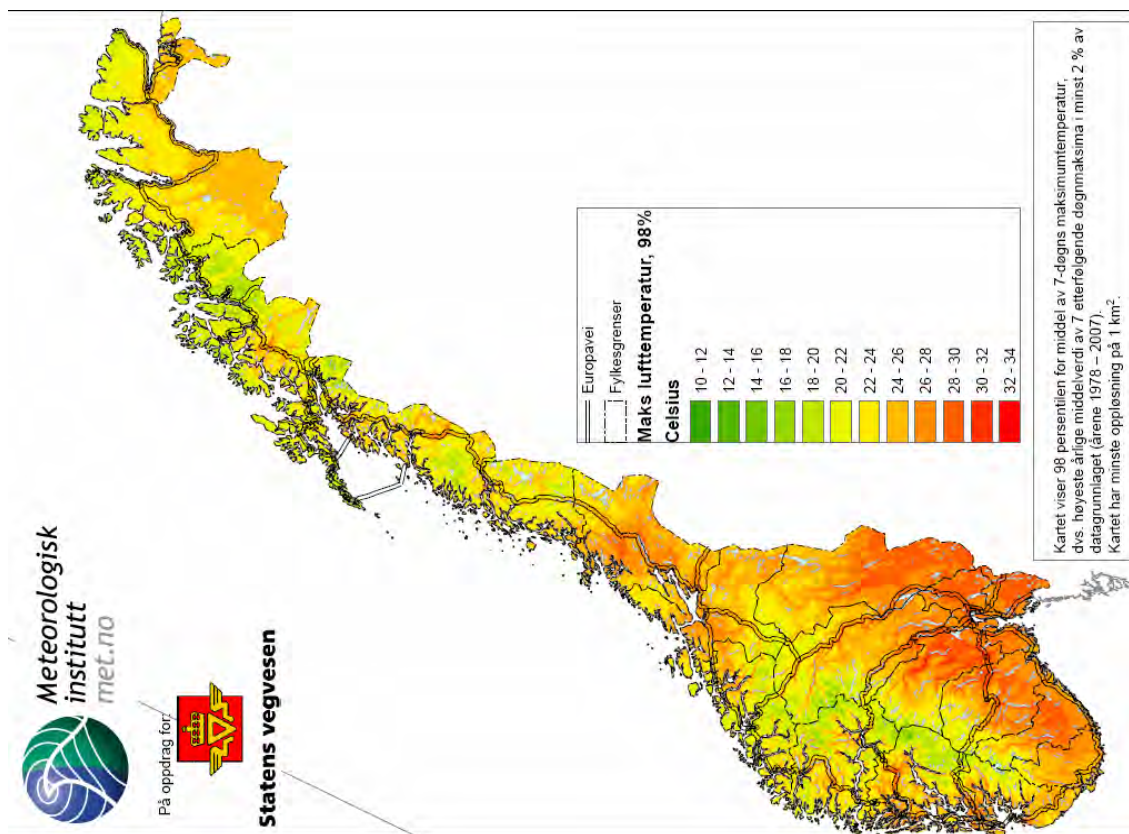 Meteorologisk
institutt
met.no
På oppdrag for:
Statens vegvesen
Europavei
Fylkesgrenser
Maks lufttemperatur, 98%
Celsius
10 - 12
12 - 14
14 - 16
16 - 18
18 - 20
20 - 22
22 - 24
24 - 26
26 - 28
28 - 30
30 - 32
32 - 34
Kartet viser 98 persentilen for middel av 7-døgns maksimumtemperatur,
dvs. høyeste årlige middelverdi av 7 etterfølgende døgnmaksima i minst 2 % av
datagrunnlaget (årene 1978 – 2007).
Kartet har minste oppløsning på 1 km².